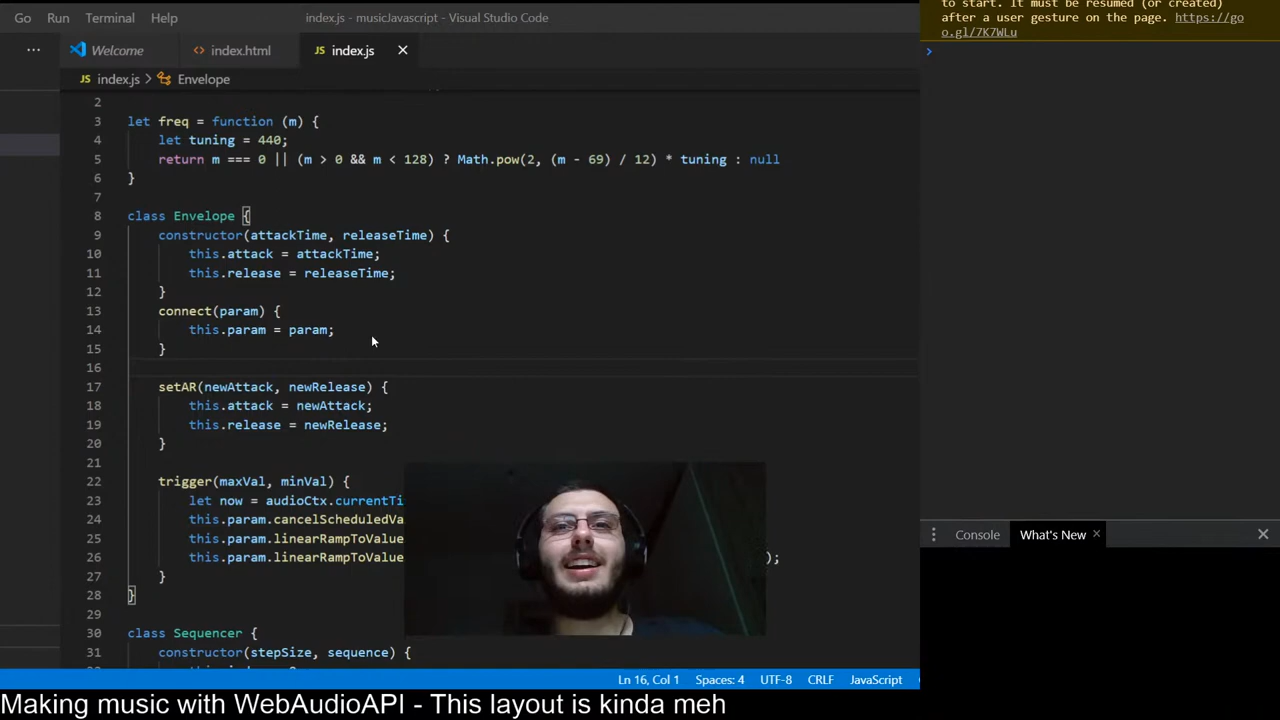 Go Run Terminal Help index.js - musicJavascript - Visual Studio Code
··· Welcome index.html JS index.js ×
JS index.js > Envelope
2
3 let freq = function (m) {
4 let tuning = 440;
5 return m === 0 || (m > 0 && m < 128) ? Math.pow(2, (m - 69) / 12) * tuning : null
6 }
7
8 class Envelope {
9 constructor(attackTime, releaseTime) {
10 this.attack = attackTime;
11 this.release = releaseTime;
12 }
13 connect(param) {
14 this.param = param;
15 }
16
17 setAR(newAttack, newRelease) {
18 this.attack = newAttack;
19 this.release = newRelease;
20 }
21
22 trigger(maxVal, minVal) {
23 let now = audioCtx.currentTi
24 this.param.cancelScheduledVa
25 this.param.linearRampToValue
26 this.param.linearRampToValue );
27 }
28 }
29
30 class Sequencer {
31 constructor(stepSize, sequence) {
Ln 16, Col 1 Spaces: 4 UTF-8 CRLF JavaScript
to start. It must be resumed (or created)
after a user gesture on the page. https://go
o.gl/7K7WLu
>
Console What's New × ×
Making music with WebAudioAPI - This layout is kinda meh